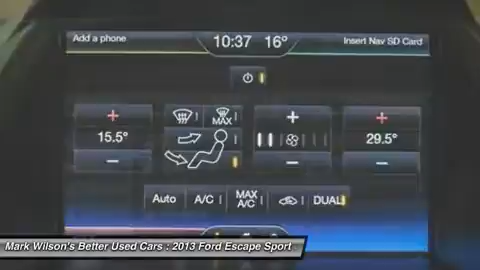 Add a phone
10:37 16°
Insert Nav SD Card
MAX
15.5°
29.5°
Auto
A/C
MAX
A/C
DUAL
Mark Wilson's Better Used Cars : 2013 Ford Escape Sport